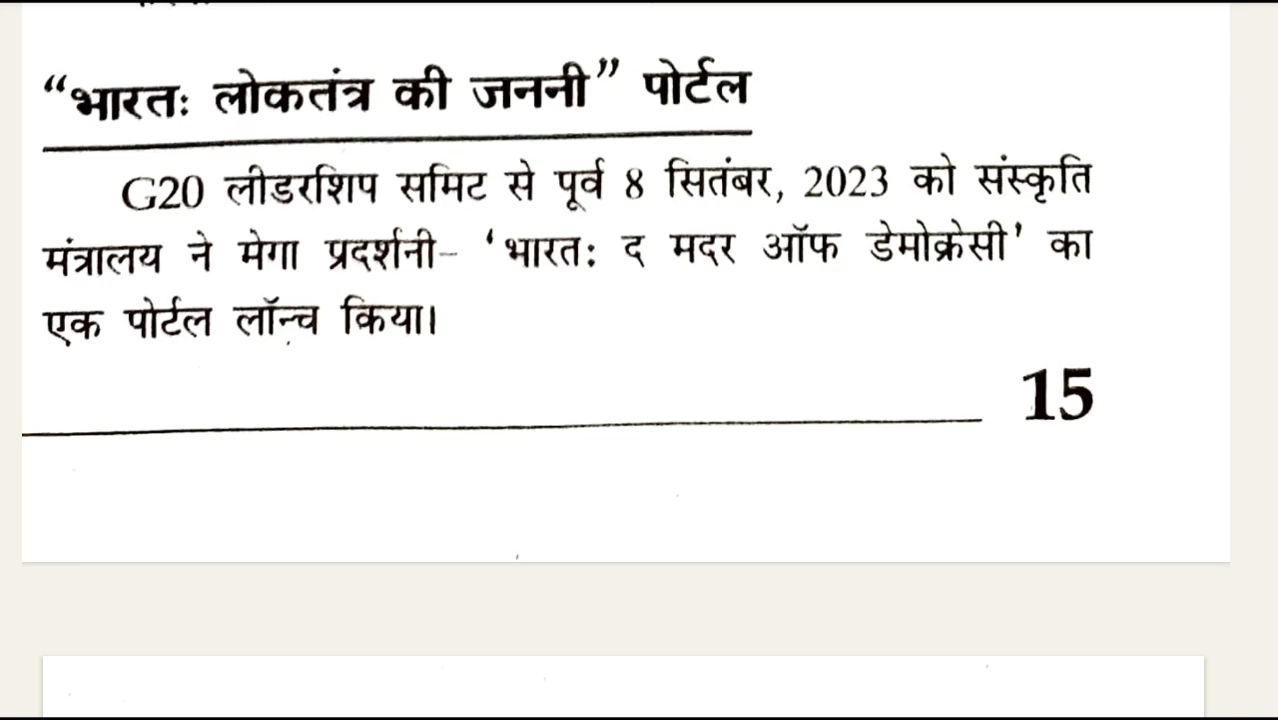 “भारतः लोकतंत्र की जननी” पोर्टल
G20 लीडरशिप समिट से पूर्व 8 सितंबर, 2023 को संस्कृति
मंत्रालय ने मेगा प्रदर्शनी– ‘भारतः द मदर ऑफ डेमोक्रेसी’ का
एक पोर्टल लॉन्च किया।
15